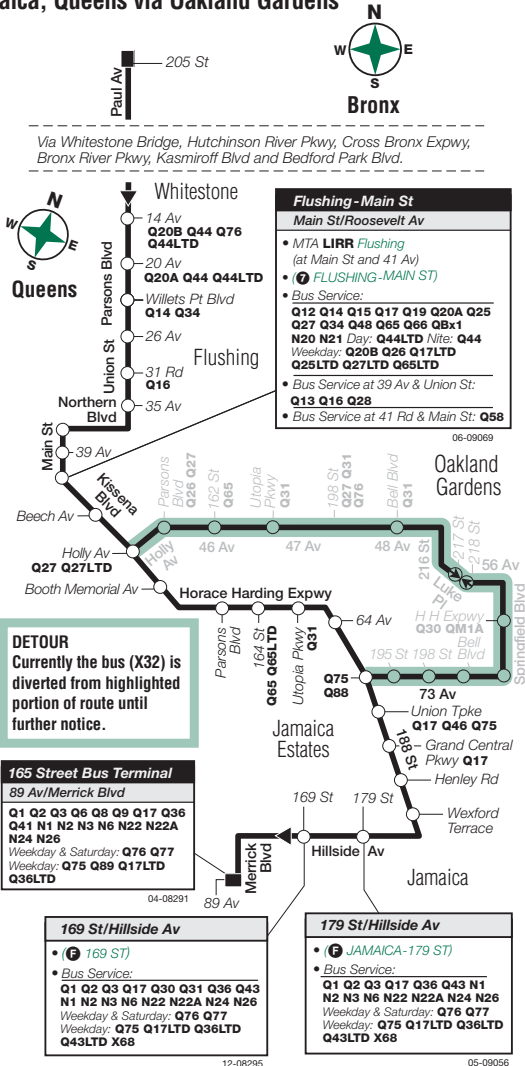 aica, Queens via Oakland Gardens
N
W E
S
Bronx
205 St
Paul Av
Via Whitestone Bridge, Hutchinson River Pkwy, Cross Bronx Expwy,
Bronx River Pkwy, Kasmiroff Blvd and Bedford Park Blvd.
N
W E
S
Queens
Whitestone
14 Av
Q20B Q44 Q76
Q44LTD
Parsons Blvd
20 Av
Q20A Q44 Q44LTD
Willets Pt Blvd
Q14 Q34
26 Av
Union St
Flushing
31 Rd
Q16
Northern
Blvd
35 Av
Main St
39 Av
Kissena
Blvd
Flushing-Main St
Main St/Roosevelt Av
• MTA LIRR Flushing
(at Main St and 41 Av)
• (7 FLUSHING-MAIN ST)
• Bus Service:
Q12 Q14 Q15 Q17 Q19 Q20A Q25
Q27 Q34 Q48 Q65 Q66 QBx1
N20 N21 Day: Q44LTD Nite: Q44
Weekday: Q20B Q26 Q17LTD
Q25LTD Q27LTD Q65LTD
• Bus Service at 39 Av & Union St:
Q13 Q16 Q28
• Bus Service at 41 Rd & Main St: Q58
06-09069
Oakland
Gardens
Beech Av
Holly Av
Q27 Q27LTD
Booth Memorial Av
Holly
Av
Parsons
Blvd
Q26 Q27
162 St
Q65
46 Av
Utopia
Pkwy
Q31
47 Av
198 St
Q27 Q31
Q76
Bell Blvd
Q31
48 Av
216 St
217 St
218 St
Luke
Pl
56 Av
H H Expwy
Q30 QM1A
Springfield Blvd
Bell
Blvd
195 St 198 St
73 Av
Horace Harding Expwy
Parsons
Blvd
164 St
Q65 Q65LTD
Utopia Pkwy
Q31
64 Av
Q75
Q88
DETOUR
Currently the bus (X32) is
diverted from highlighted
portion of route until
further notice.
Union Tpke
Q17 Q46 Q75
188 St
Grand Central
Pkwy Q17
Henley Rd
Wexford
Terrace
Jamaica
Estates
165 Street Bus Terminal
89 Av/Merrick Blvd
Q1 Q2 Q3 Q6 Q8 Q9 Q17 Q36
Q41 N1 N2 N3 N6 N22 N22A
N24 N26
Weekday & Saturday: Q76 Q77
Weekday: Q75 Q89 Q17LTD
Q36LTD
04-08291
169 St
179 St
Hillside Av
Merrick
Blvd
89 Av
Jamaica
169 St/Hillside Av
• (F 169 ST)
• Bus Service:
Q1 Q2 Q3 Q17 Q30 Q31 Q36 Q43
N1 N2 N3 N6 N22 N22A N24 N26
Weekday & Saturday: Q76 Q77
Weekday: Q75 Q17LTD Q36LTD
Q43LTD X68
12-08295
179 St/Hillside Av
• (F JAMAICA-179 ST)
• Bus Service:
Q1 Q2 Q3 Q17 Q36 Q43 N1
N2 N3 N6 N22 N22A N24 N26
Weekday & Saturday: Q76 Q77
Weekday: Q75 Q17LTD Q36LTD
Q43LTD X68
05-09056